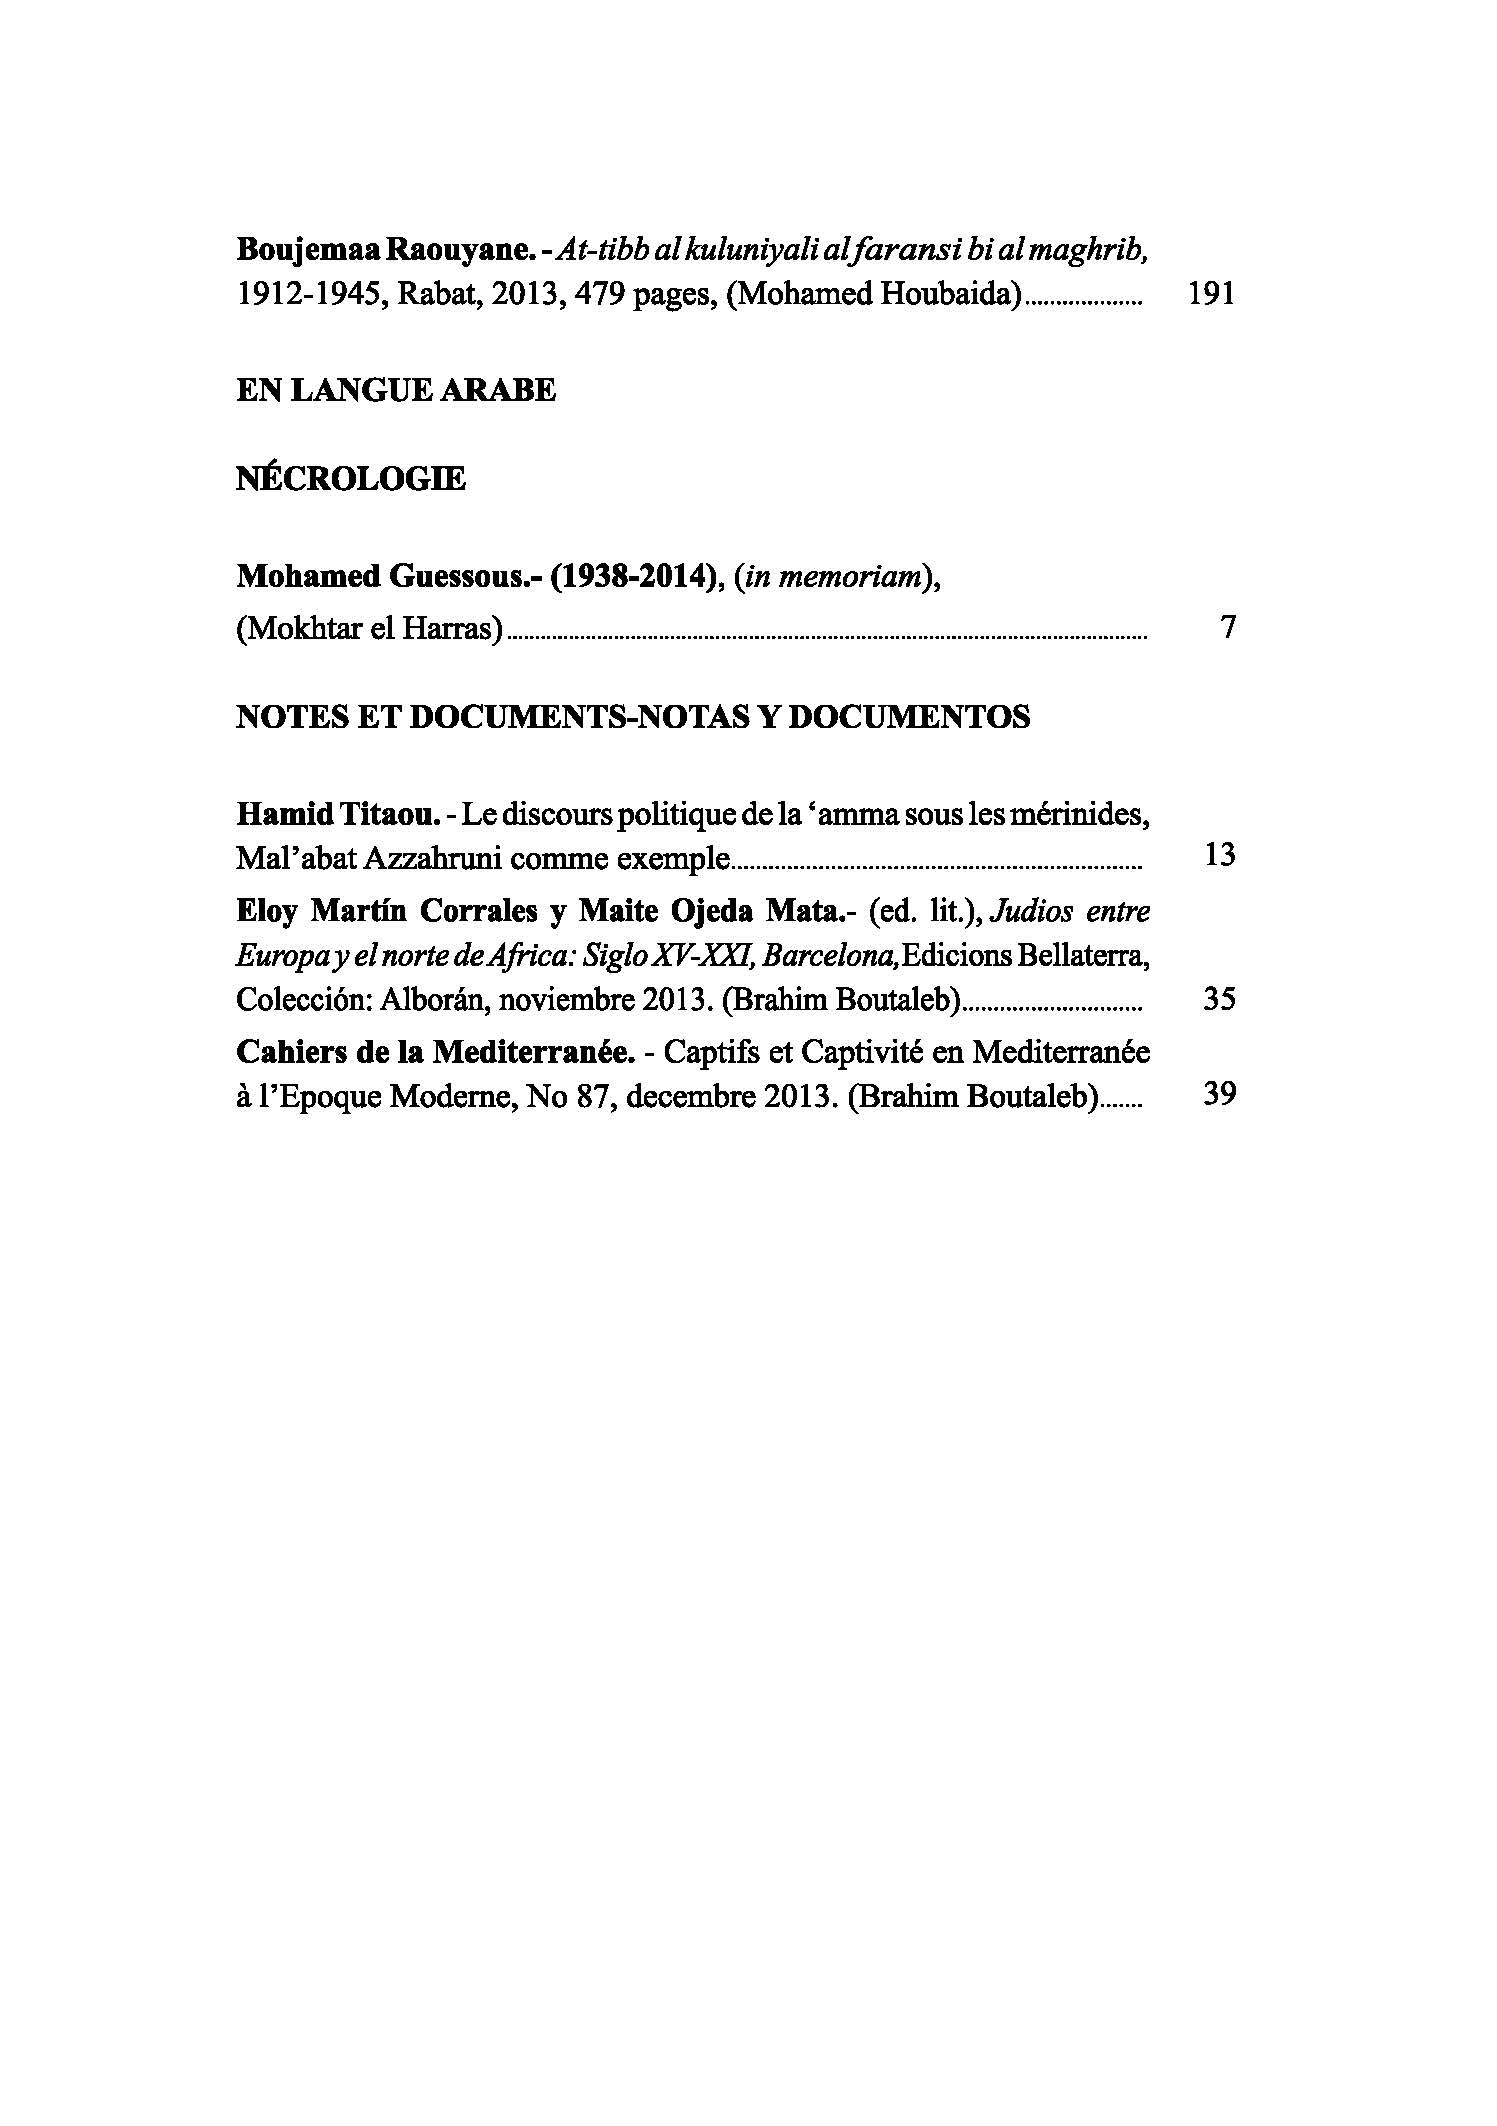 Boujemaa Raouyane. - At-tibb al kuluniyali al faransi bi al maghrib,
1912-1945, Rabat, 2013, 479 pages, (Mohamed Houbaida)................... 191
EN LANGUE ARABE
NÉCROLOGIE
Mohamed Guessous.- (1938-2014), (in memoriam),
(Mokhtar el Harras)................................................................................................................... 7
NOTES ET DOCUMENTS-NOTAS Y DOCUMENTOS
Hamid Titaou. - Le discours politique de la ‘amma sous les mérinides,
Mal’abat Azzahruni comme exemple.................................................................. 13
Eloy Martín Corrales y Maite Ojeda Mata.- (ed. lit.), Judios entre
Europa y el norte de Africa: Siglo XV-XXI, Barcelona, Edicions Bellaterra,
Colección: Alborán, noviembre 2013. (Brahim Boutaleb)............................. 35
Cahiers de la Mediterranée. - Captifs et Captivité en Mediterranée
à l’Epoque Moderne, No 87, decembre 2013. (Brahim Boutaleb)....... 39